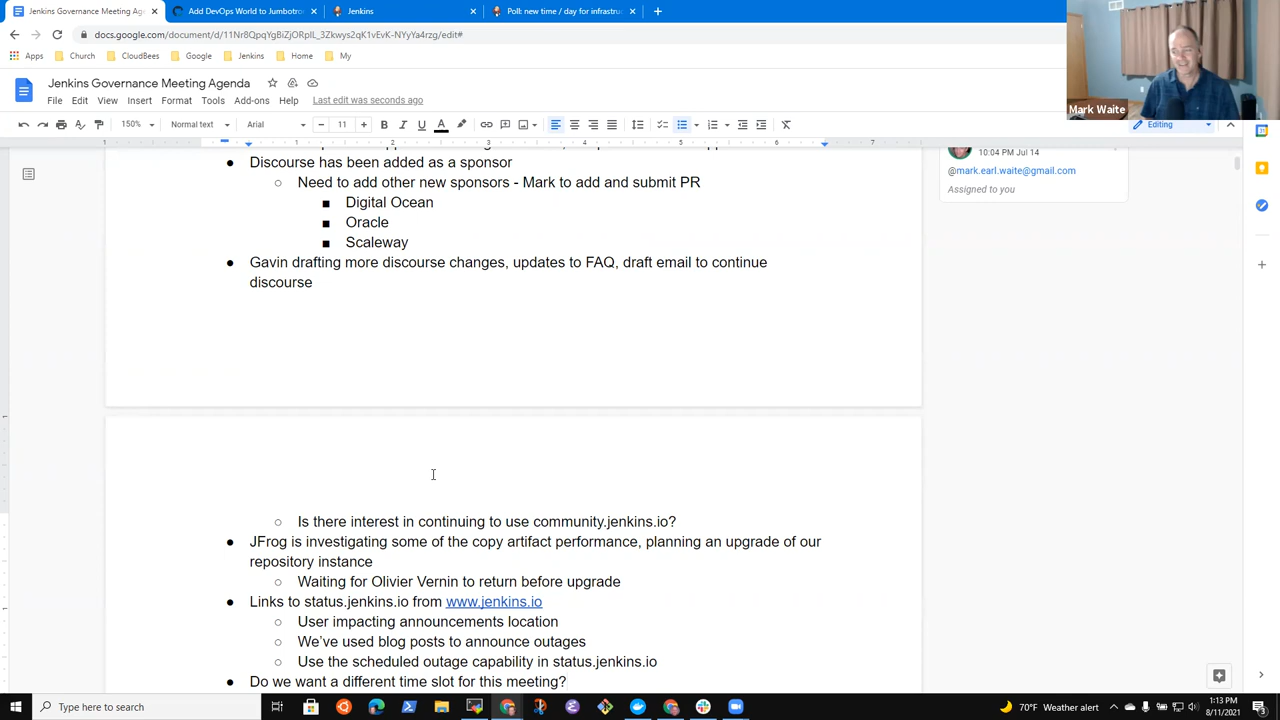 Jenkins Governance Meeting Age
Add DevOps World to Jumbotro
Jenkins
Poll: new time / day for infrastru
docs.google.com/document/d/11Nr8QpqYgBiZjORpIL_3Zkwys2qK1vEvK-NYyYa4rzg/edit#
Apps
Church
CloudBees
Google
Jenkins
Home
My
Jenkins Governance Meeting Agenda
File Edit View Insert Format Tools Add-ons Help Last edit was seconds ago
150% Normal text Arial 11 Editing
Mark Waite
1 1 2 3 4 5 6 7
Discourse has been added as a sponsor
Need to add other new sponsors - Mark to add and submit PR
Digital Ocean
Oracle
Scaleway
Gavin drafting more discourse changes, updates to FAQ, draft email to continue
discourse
10:04 PM Jul 14
@mark.earl.waite@gmail.com
Assigned to you
Is there interest in continuing to use community.jenkins.io?
JFrog is investigating some of the copy artifact performance, planning an upgrade of our
repository instance
Waiting for Olivier Vernin to return before upgrade
Links to status.jenkins.io from www.jenkins.io
User impacting announcements location
We've used blog posts to announce outages
Use the scheduled outage capability in status.jenkins.io
Do we want a different time slot for this meeting?
Type here to search
70°F Weather alert
1:13 PM
8/11/2021